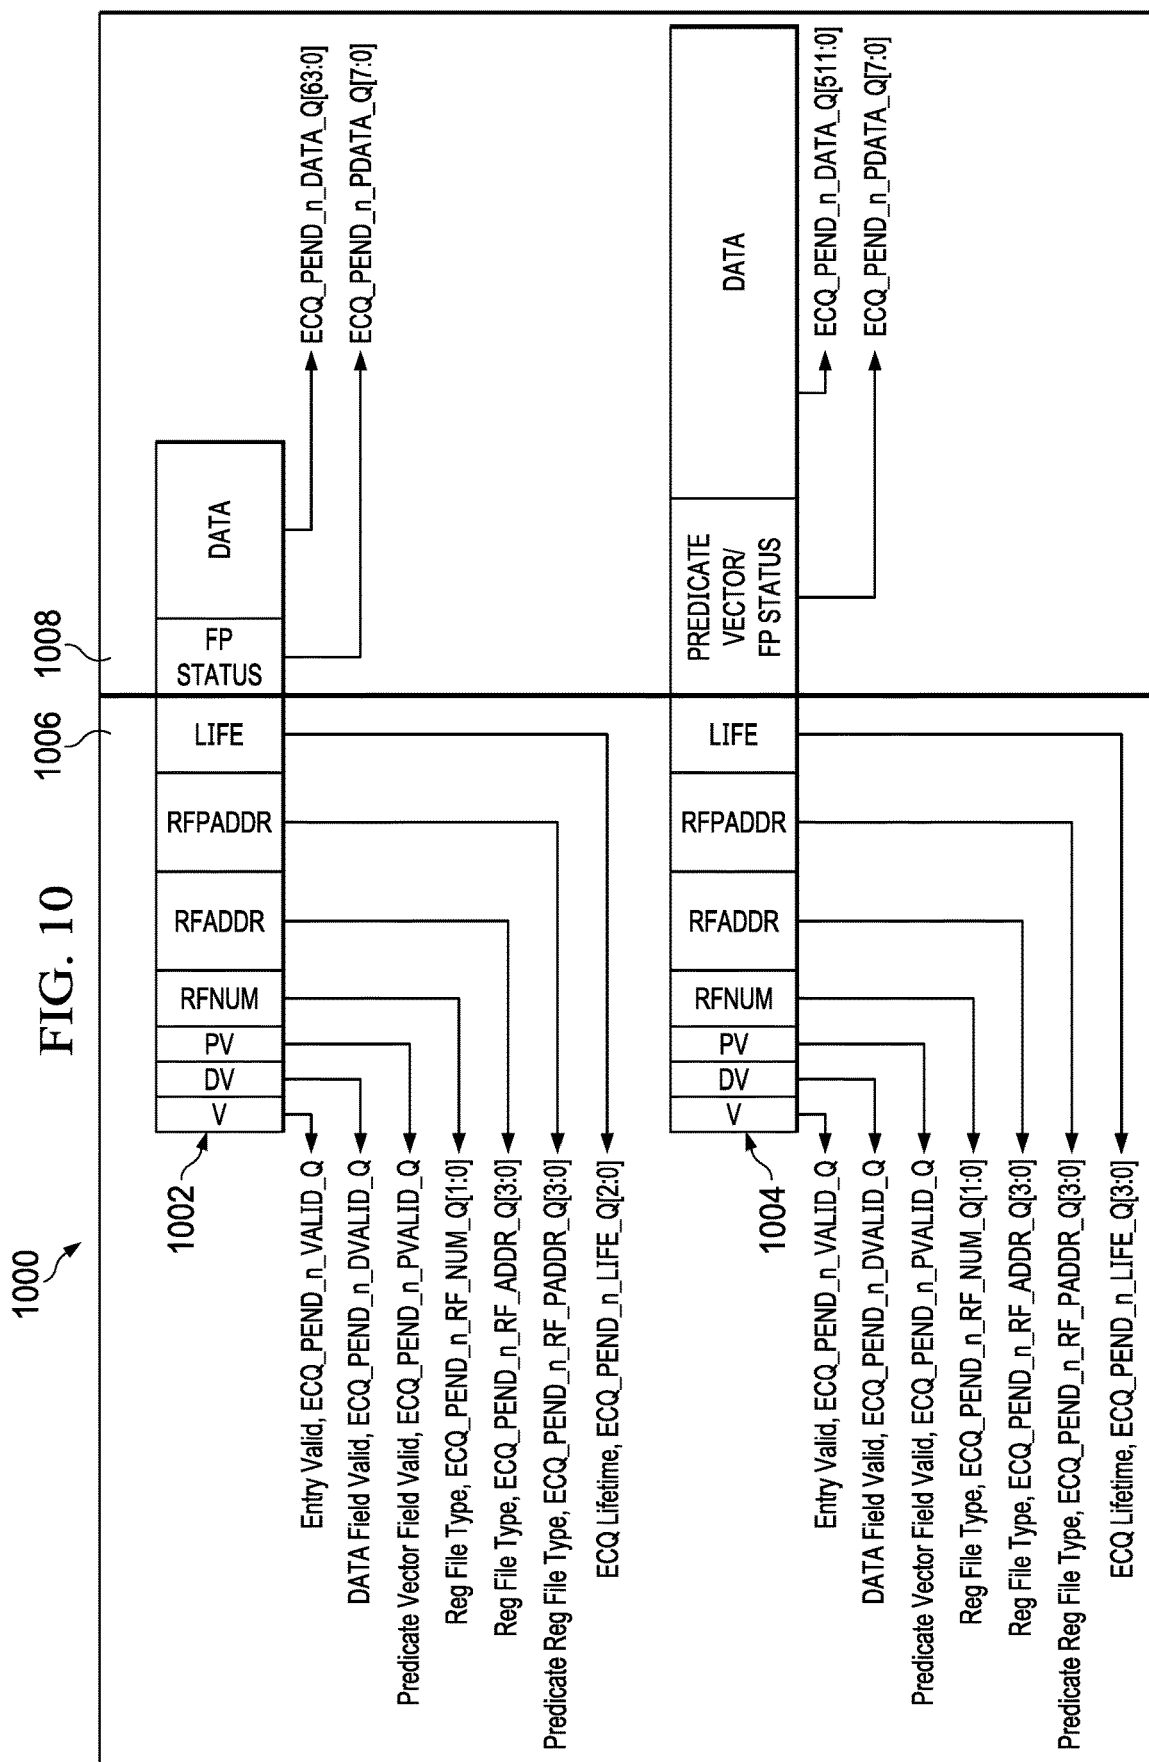 FIG. 10
1000
1006
1008
1002
V
DV
PV
RFNUM
RFADDR
RFPADDR
LIFE
FP
STATUS
DATA
ECQ_PEND_n_DATA_Q[63:0]
ECQ_PEND_n_PDATA_Q[7:0]
Entry Valid, ECQ_PEND_n_VALID_Q
DATA Field Valid, ECQ_PEND_n_DVALID_Q
Predicate Vector Field Valid, ECQ_PEND_n_PVALID_Q
Reg File Type, ECQ_PEND_n_RF_NUM_Q[1:0]
Reg File Type, ECQ_PEND_n_RF_ADDR_Q[3:0]
Predicate Reg File Type, ECQ_PEND_n_RF_PADDR_Q[3:0]
ECQ Lifetime, ECQ_PEND_n_LIFE_Q[2:0]
1004
V
DV
PV
RFNUM
RFADDR
RFPADDR
LIFE
PREDICATE
VECTOR/
FP STATUS
DATA
ECQ_PEND_n_DATA_Q[511:0]
ECQ_PEND_n_PDATA_Q[7:0]
Entry Valid, ECQ_PEND_n_VALID_Q
DATA Field Valid, ECQ_PEND_n_DVALID_Q
Predicate Vector Field Valid, ECQ_PEND_n_PVALID_Q
Reg File Type, ECQ_PEND_n_RF_NUM_Q[1:0]
Reg File Type, ECQ_PEND_n_RF_ADDR_Q[3:0]
Predicate Reg File Type, ECQ_PEND_n_RF_PADDR_Q[3:0]
ECQ Lifetime, ECQ_PEND_n_LIFE_Q[3:0]